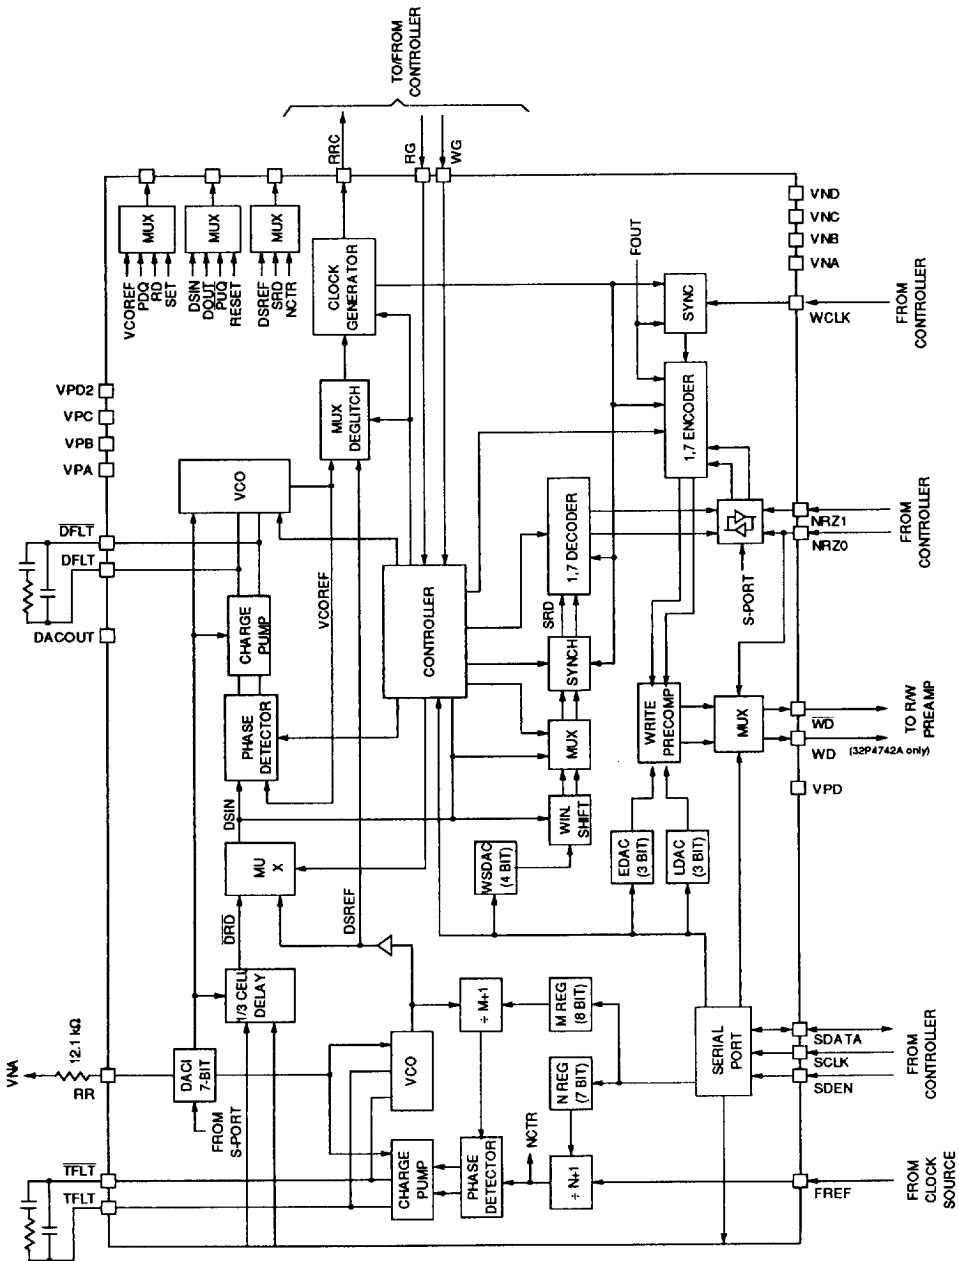 TO/FROM
CONTROLLER
RRC
RG
WG
MUX
VCOREF
PDQ
RD
SET
MUX
DSIN
DOUT
PUQ
RESET
MUX
DSREF
SRD
NCTR
CLOCK
GENERATOR
FOUT
VND
VNC
VNB
VNA
SYNC
WCLK
FROM
CONTROLLER
VPD2
VPC
VPB
VPA
MUX
DEGLITCH
1,7 ENCODER
VCO
DFLT
DFLT
DACOUT
VCOREF
CHARGE
PUMP
PHASE
DETECTOR
CONTROLLER
1,7 DECODER
SRD
SYNCH
MUX
NRZ1
NRZ0
FROM
CONTROLLER
S-PORT
WRITE
PRECOMP
MUX
WD
WD
(32P4742A only)
TO R/W
PREAMP
VPD
DSIN
MU
X
WIN
SHIFT
WSDAC
(4 BIT)
EDAC
(3 BIT)
LDAC
(3 BIT)
DRD
DSREF
1/3 CELL
DELAY
VNA
12.1 kΩ
RR
DACI
7-BIT
FROM
S-PORT
VCO
÷ M+1
M REG
(8 BIT)
N REG
(7 BIT)
SERIAL
PORT
SDATA
SCLK
SDEN
FROM
CONTROLLER
TFLT
TFLT
CHARGE
PUMP
PHASE
DETECTOR
NCTR
÷ N+1
FREF
FROM
CLOCK
SOURCE